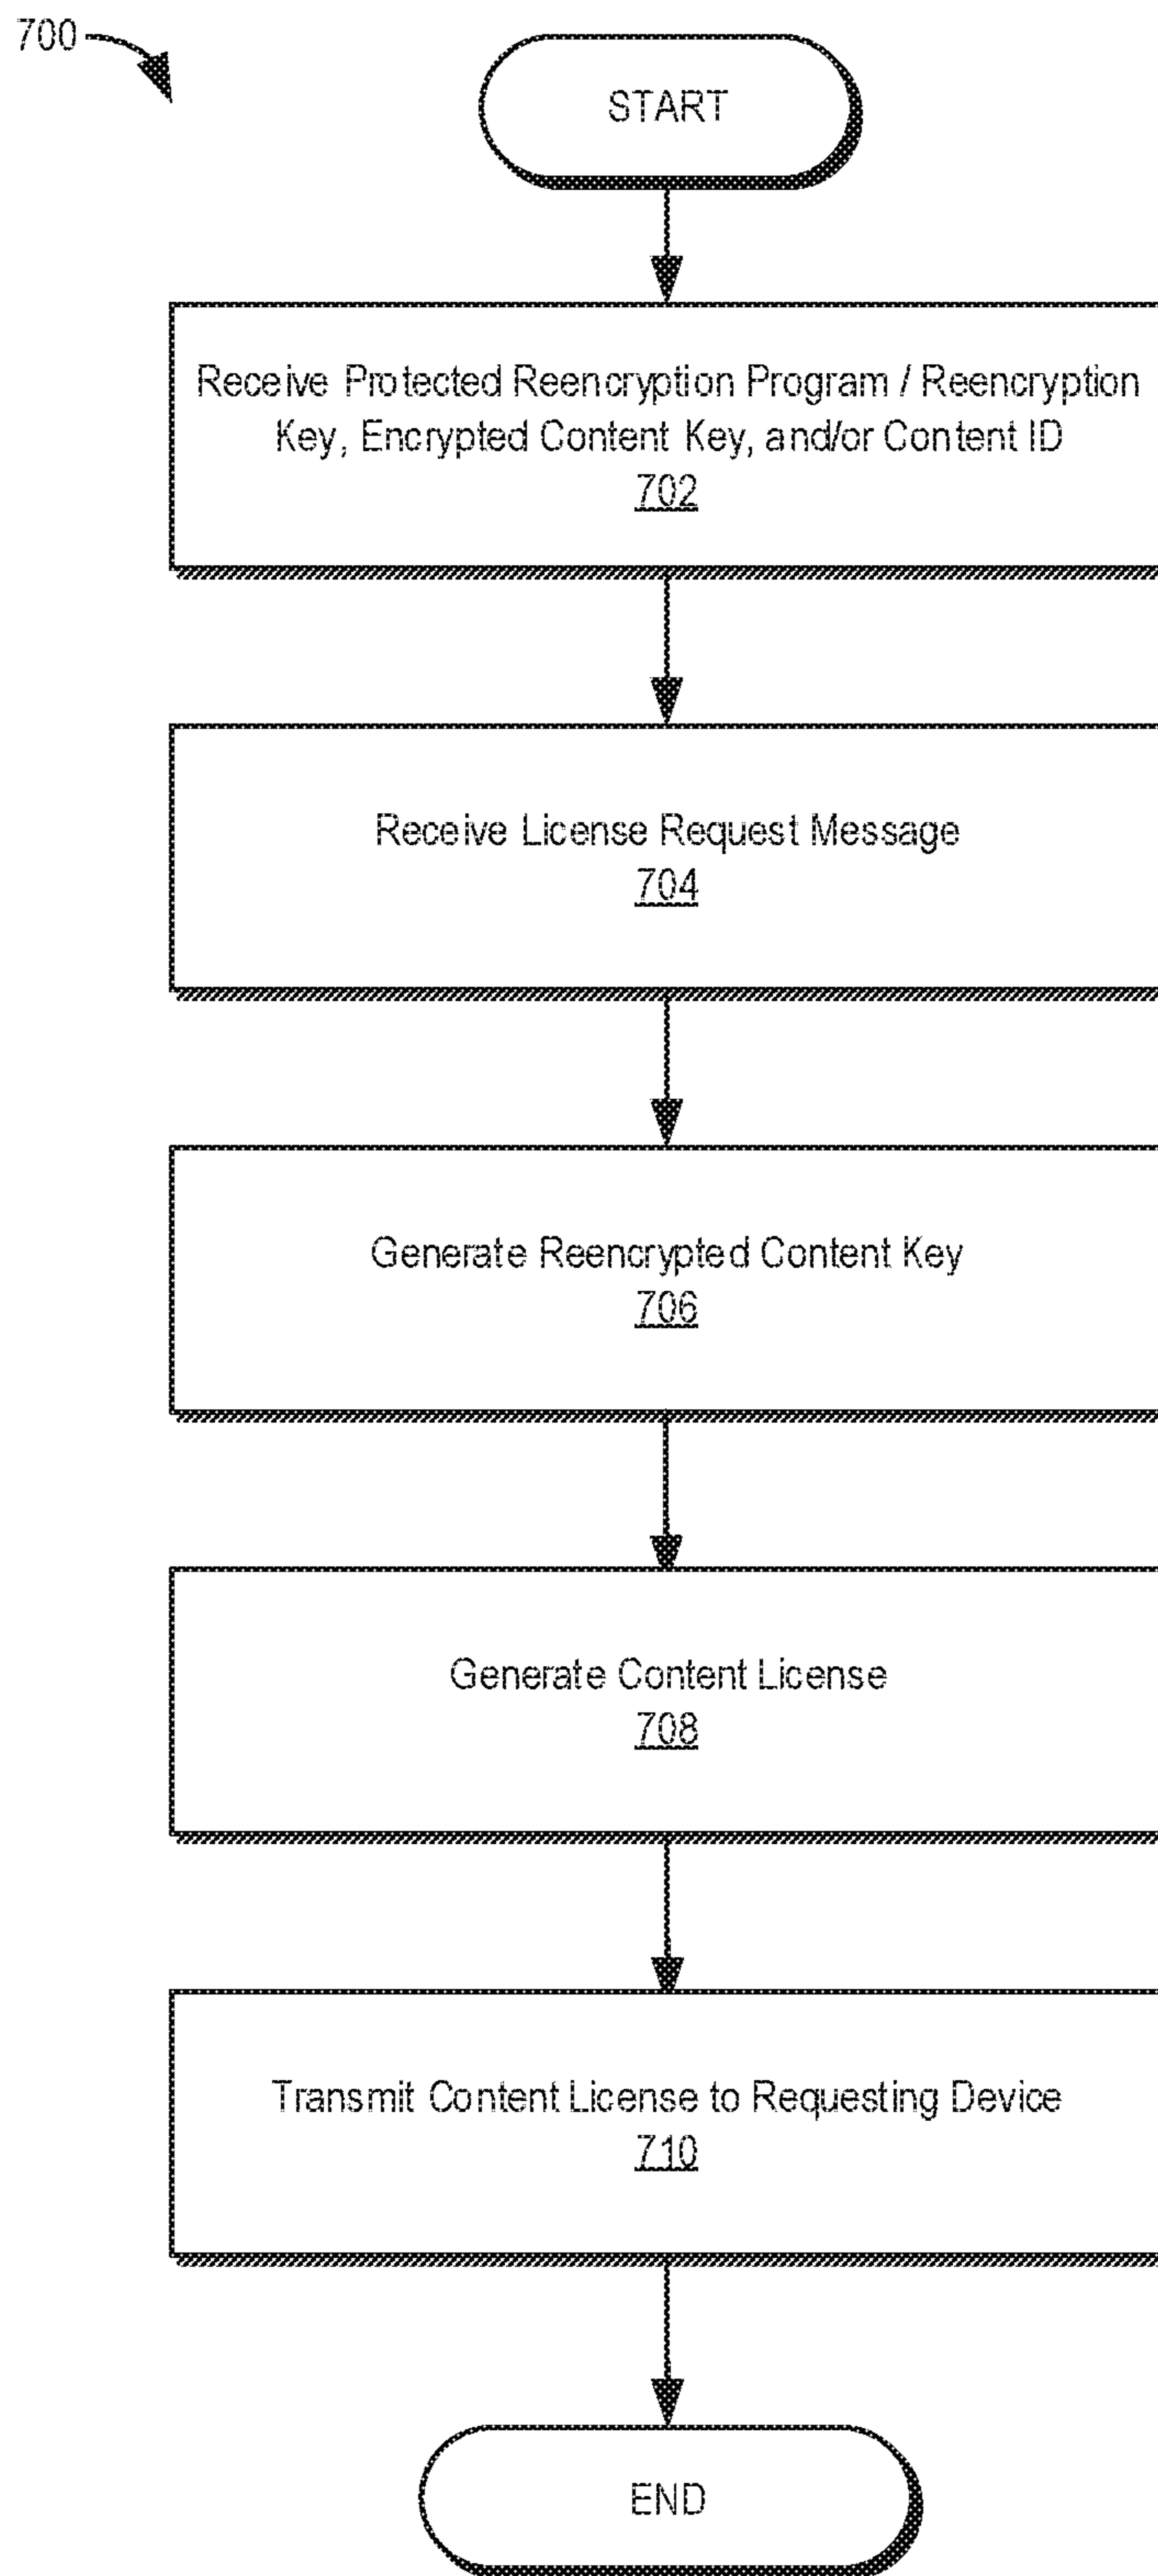 700
START
Receive Protected Reencryption Program / Reencryption
Key, Encrypted Content Key, and/or Content ID
702
Receive License Request Message
704
Generate Reencrypted Content Key
706
Generate Content License
708
Transmit Content License to Requesting Device
710
END